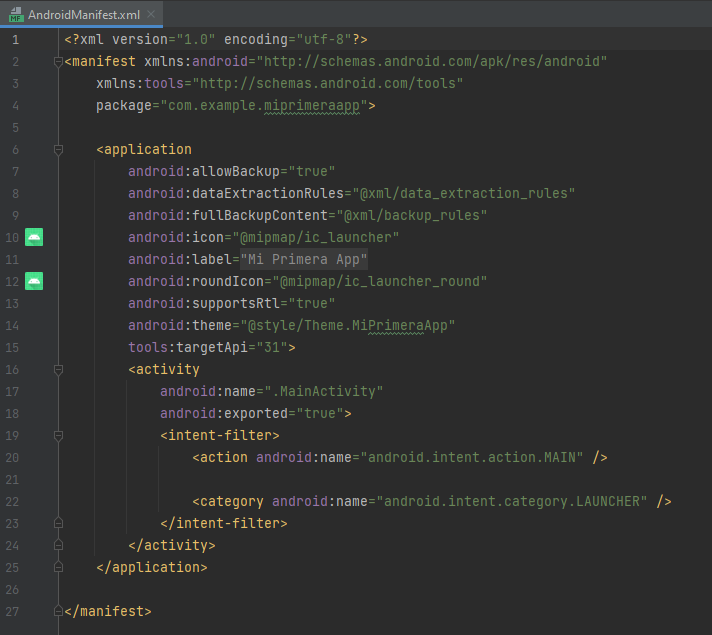 AndroidManifest.xml
1 <?xml version="1.0" encoding="utf-8"?>
2 <manifest xmlns:android="http://schemas.android.com/apk/res/android"
3     xmlns:tools="http://schemas.android.com/tools"
4     package="com.example.miprimeraapp">
5
6     <application
7         android:allowBackup="true"
8         android:dataExtractionRules="@xml/data_extraction_rules"
9         android:fullBackupContent="@xml/backup_rules"
10         android:icon="@mipmap/ic_launcher"
11         android:label="Mi Primera App"
12         android:roundIcon="@mipmap/ic_launcher_round"
13         android:supportsRtl="true"
14         android:theme="@style/Theme.MiPrimeraApp"
15         tools:targetApi="31">
16         <activity
17             android:name=".MainActivity"
18             android:exported="true">
19             <intent-filter>
20                 <action android:name="android.intent.action.MAIN" />
21
22                 <category android:name="android.intent.category.LAUNCHER" />
23             </intent-filter>
24         </activity>
25     </application>
26
27 </manifest>